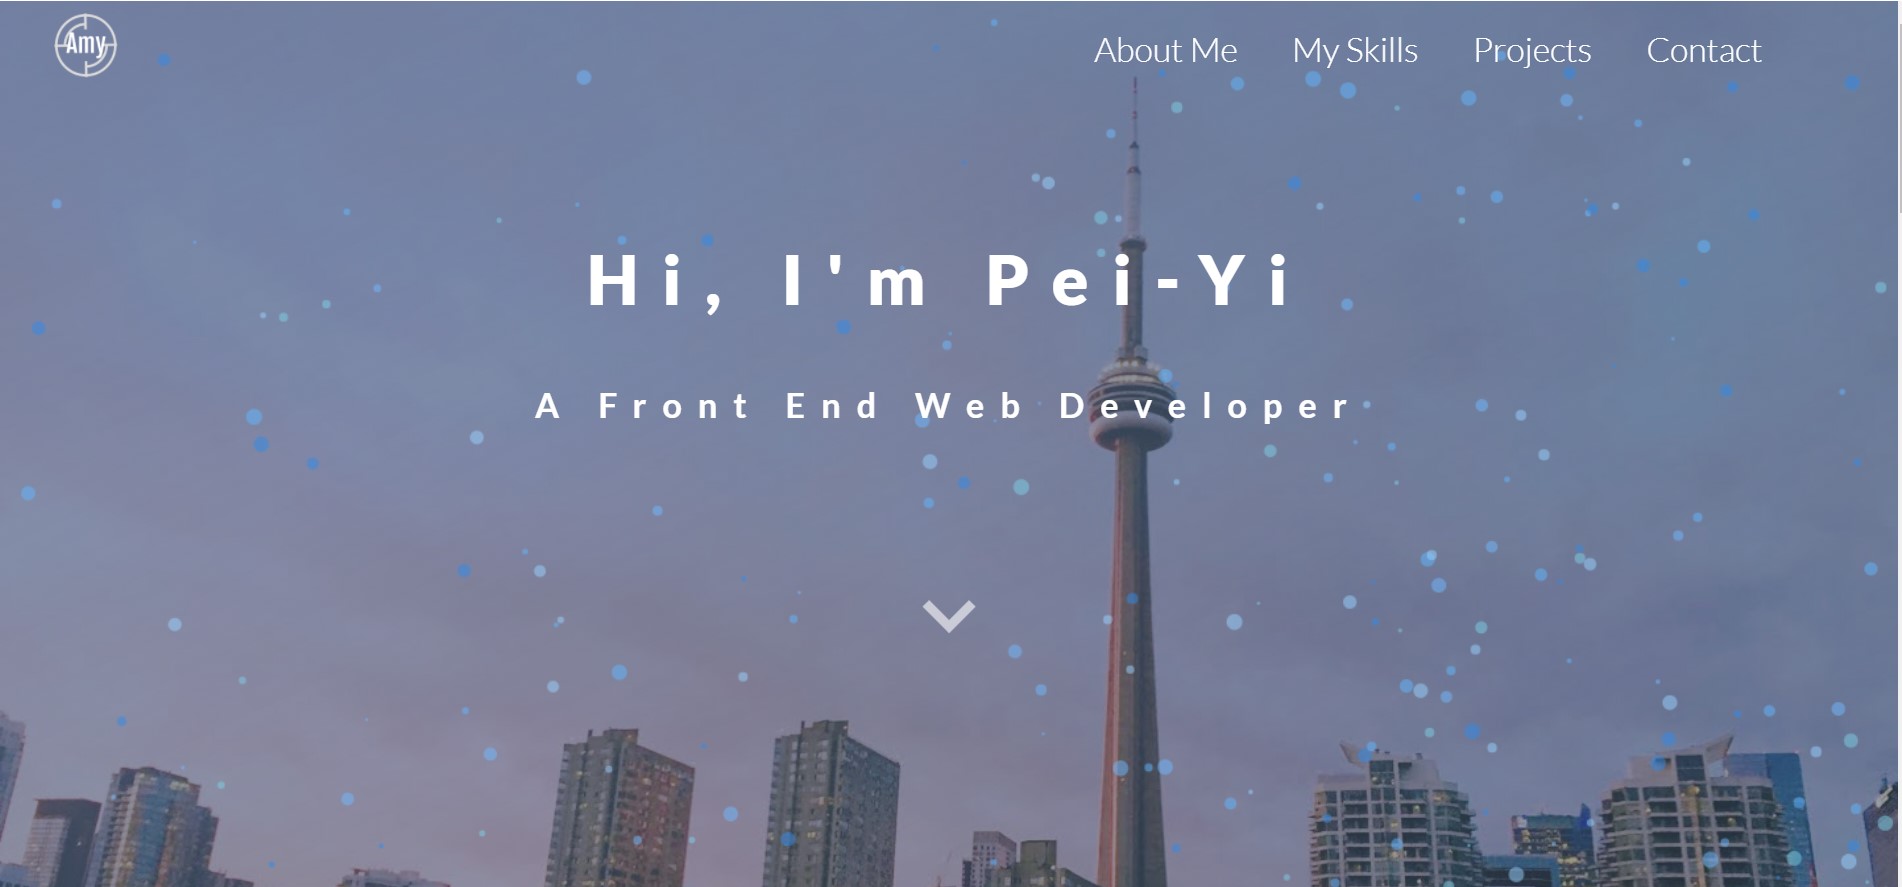 Amy
About Me My Skills Projects Contact
Hi, I'm Pei-Yi
A Front End Web Developer